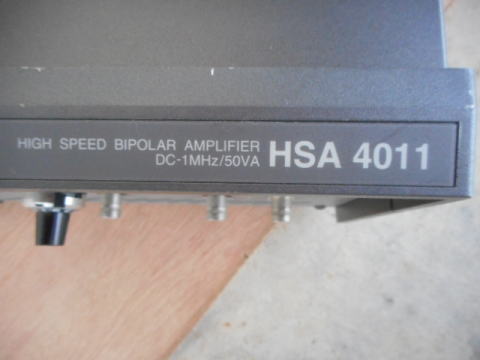 HIGH SPEED BIPOLAR AMPLIFIER
DC-1MHz/50VA HSA 4011